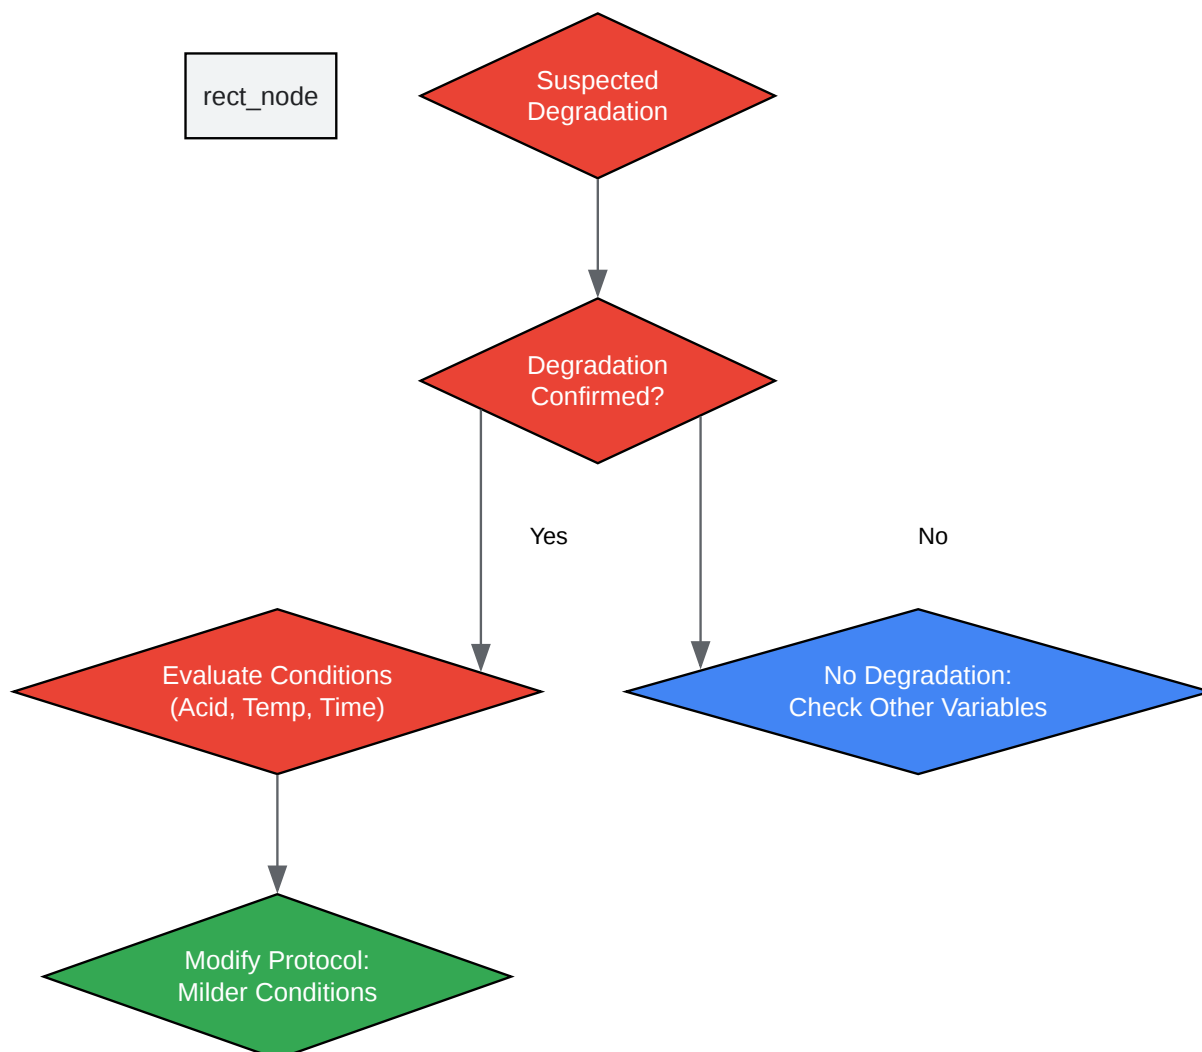 rect_node
Suspected
Degradation
Degradation
Confirmed?
Yes
No
Evaluate Conditions
(Acid, Temp, Time)
No Degradation:
Check Other Variables
Modify Protocol:
Milder Conditions